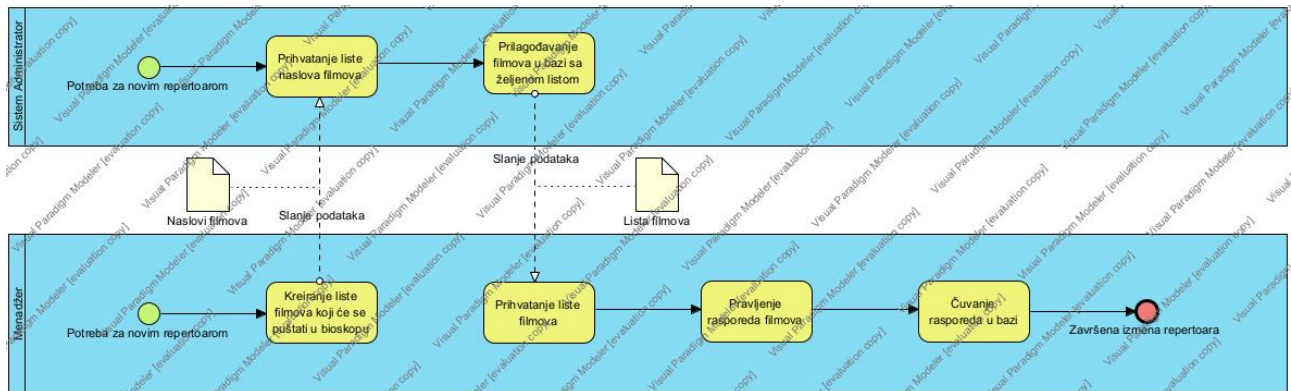 Sistem Administrator
Potreba za novim repertoarom
Prihvatanje liste
naslova filmova
Prilagođavanje
filmova u bazi sa
željenom listom
Naslovi filmova
Slanje podataka
Slanje podataka
Lista filmova
Menadžer
Potreba za novim repertoarom
Kreiranje liste
filmova koji će se
puštati u bioskopu
Prihvatanje liste
filmova
Pravljenje
rasporeda filmova
Čuvanje
rasporeda u bazi
Završena izmena repertoara
Visual Paradigm Modeler [evaluation copy]